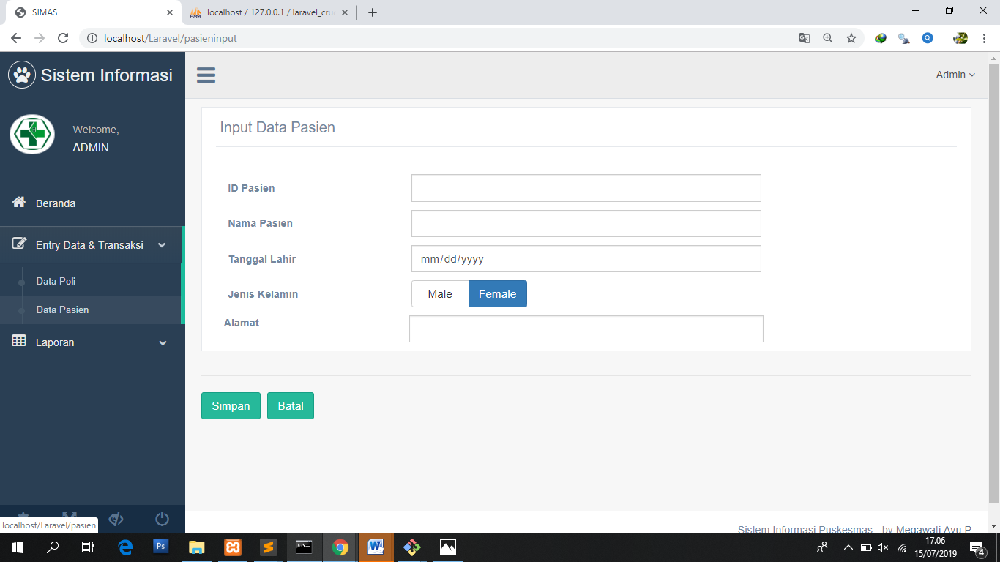 SIMAS
localhost / 127.0.0.1 / laravel_cru
localhost/Laravel/pasieninput
Sistem Informasi
Admin
Welcome,
ADMIN
Beranda
Entry Data & Transaksi
Data Poli
Data Pasien
Laporan
Input Data Pasien
ID Pasien
Nama Pasien
Tanggal Lahir
mm/dd/yyyy
Jenis Kelamin
Male
Female
Alamat
Simpan
Batal
Sistem Informasi Puskesmas - by Megawati Ayu P
localhost/Laravel/pasien
Ps
17.06
15/07/2019
4